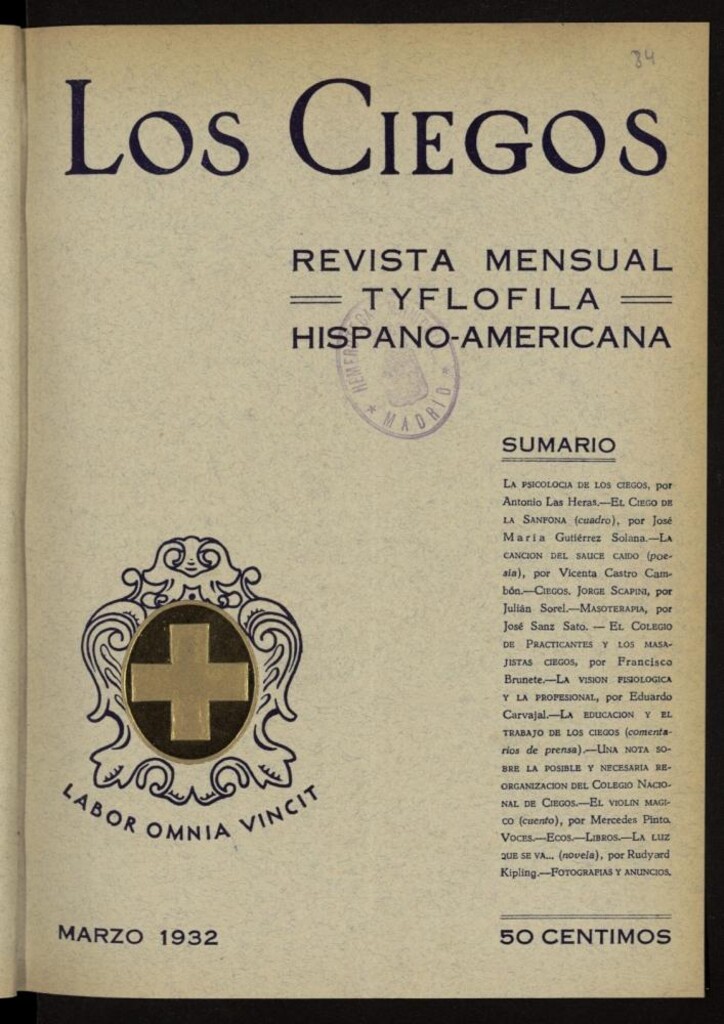 84
LOS CIEGOS
REVISTA MENSUAL
TYFLOFILA
HISPANO-AMERICANA
MADRID
SUMARIO
LA PSICOLOCIA DE LOS CIEGOS, por
Antonio Las Heras.—EL CIEGO DE
LA SANFONA (cuadro), por José
Maria Gutiérrez Solana.—LA
CANCION DEL SAUCE CAIDO (poe-
sía), por Vicenta Castro Cam-
bón.—CIEGOS. JORGE SCAPINI, por
Julián Sorel.—MASOTERAPIA, por
José Sanz Sato. — EL COLEGIO
DE PRACTICANTES Y LOS MASA-
JISTAS CIEGOS, por Francisco
Brunete.—LA VISION FISIOLOGICA
Y LA PROFESIONAL, por Eduardo
Carvajal.—LA EDUCACION Y EL
TRABAJO DE LOS CIEGOS (comenta-
rios de prensa).—UNA NOTA SO-
BRE LA POSIBLE Y NECESARIA RE-
ORGANIZACION DEL COLEGIO NACIO-
NAL DE CIEGOS.—EL VIOLIN MAGI-
CO (cuento), por Mercedes Pinto.
VOCES.—ECOS.—LIBROS.—LA LUZ
QUE SE VA... (novela), por Rudyard
Kipling.—FOTOGRAFIAS Y ANUNCIOS.
LABOR OMNIA VINCIT
MARZO 1932
50 CENTIMOS